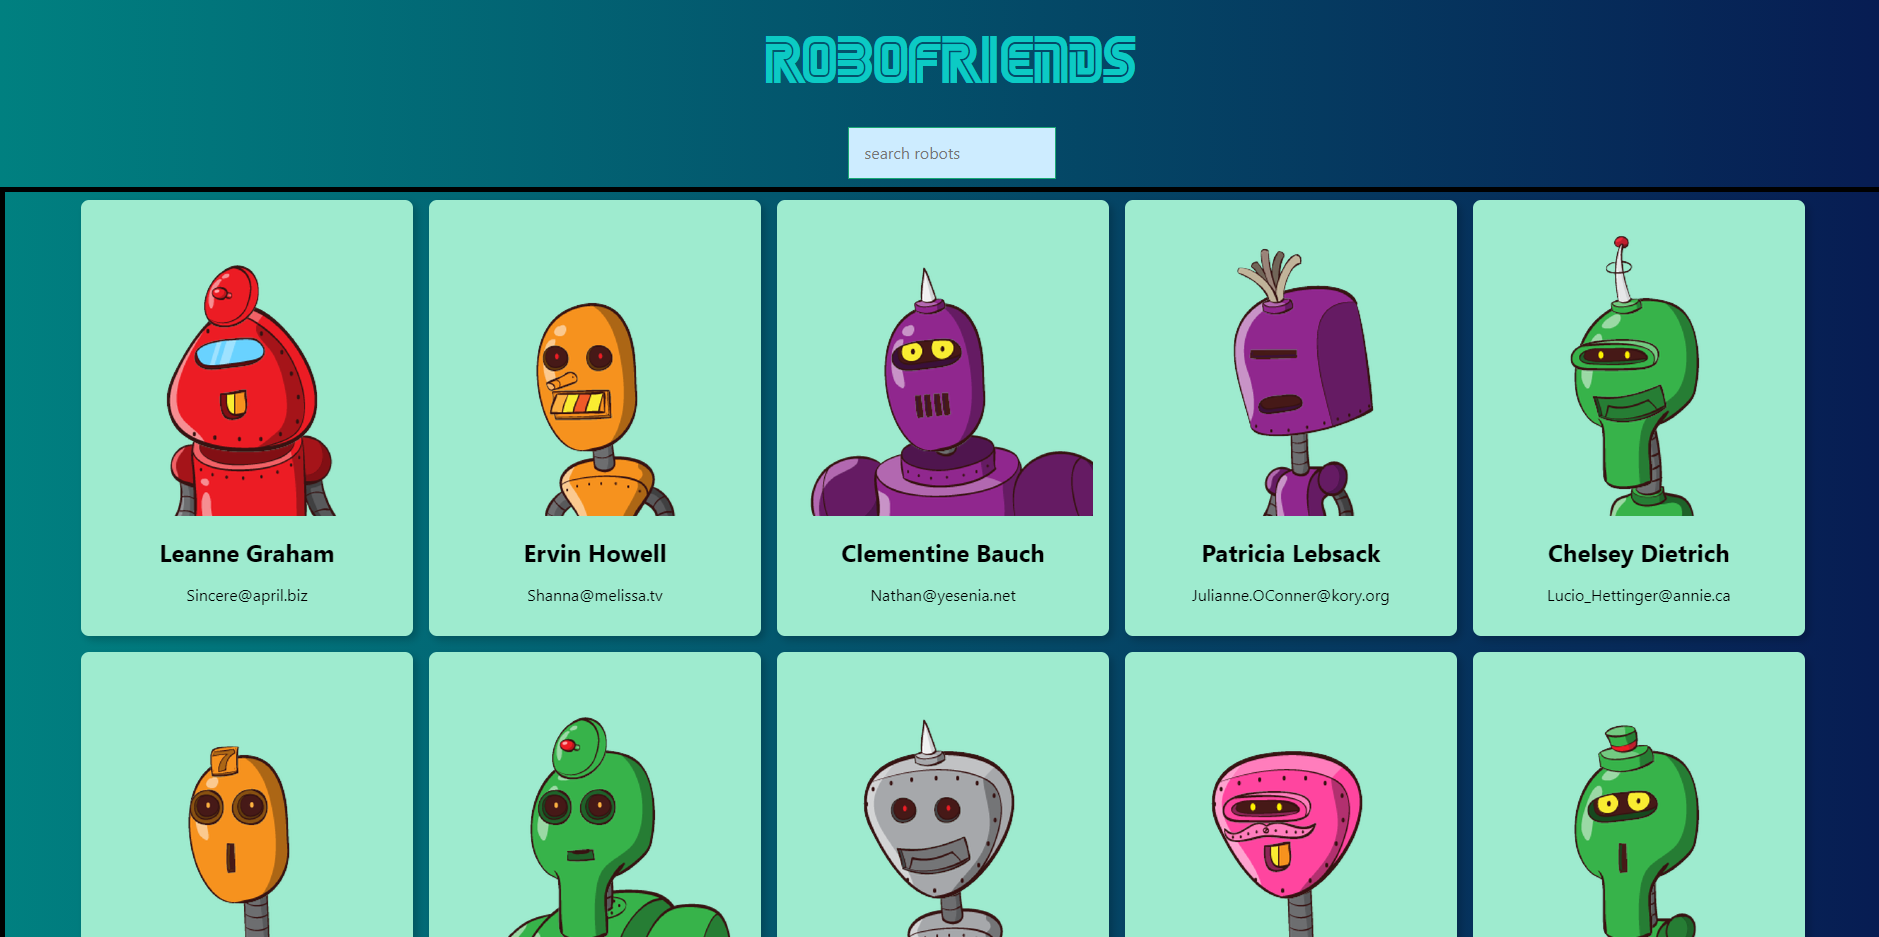 ROBOFRIENDS
search robots
Leanne Graham
Ervin Howell
Clementine Bauch
Patricia Lebsack
Chelsey Dietrich
Sincere@april.biz
Shanna@melissa.tv
Nathan@yesenia.net
Julianne.OConner@kory.org
Lucio_Hettinger@annie.ca
7